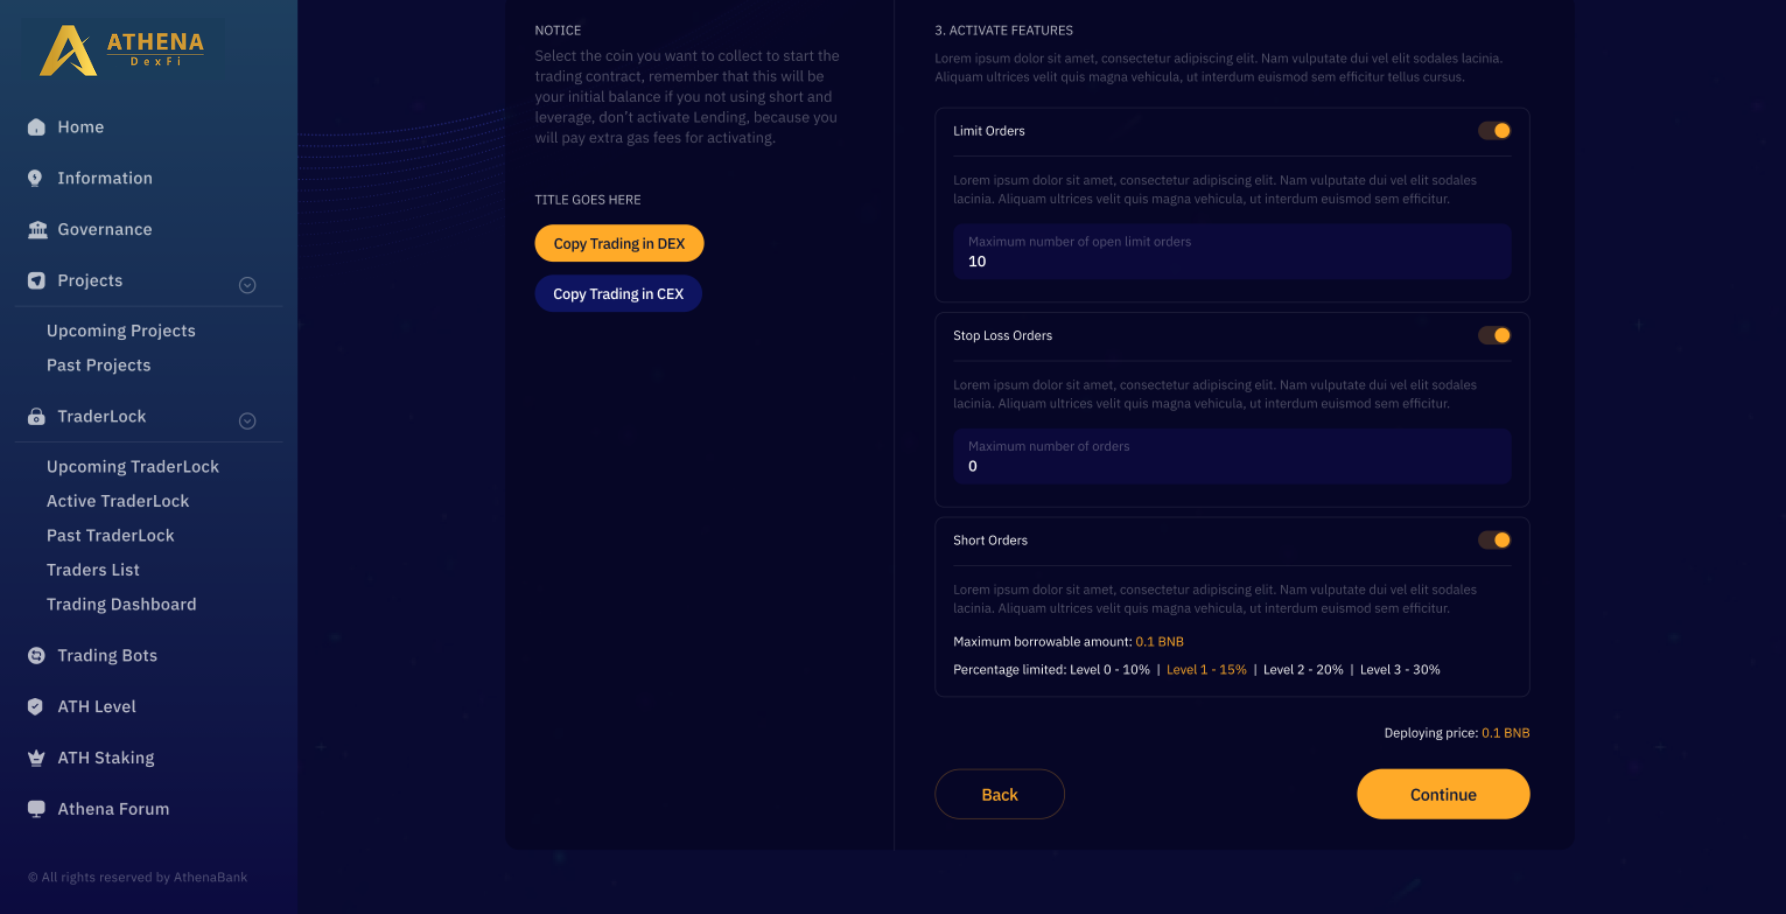 ATHENA
DexFi
Home
Information
Governance
Projects
Upcoming Projects
Past Projects
TraderLock
Upcoming TraderLock
Active TraderLock
Past TraderLock
Traders List
Trading Dashboard
Trading Bots
ATH Level
ATH Staking
Athena Forum
© All rights reserved by AthenaBank
NOTICE
Select the coin you want to collect to start the
trading contract, remember that this will be
your initial balance if you not using short and
leverage, don't activate Lending, because you
will pay extra gas fees for activating.
TITLE GOES HERE
Copy Trading in DEX
Copy Trading in CEX
3. ACTIVATE FEATURES
Lorem ipsum dolor sit amet, consectetur adipiscing elit. Nam vulputate dui vel elit sodales lacinia.
Aliquam ultrices velit quis magna vehicula, ut interdum euismod sem efficitur tellus cursus.
Limit Orders
Lorem ipsum dolor sit amet, consectetur adipiscing elit. Nam vulputate dui vel elit sodales
lacinia. Aliquam ultrices velit quis magna vehicula, ut interdum euismod sem efficitur.
Maximum number of open limit orders
10
Stop Loss Orders
Lorem ipsum dolor sit amet, consectetur adipiscing elit. Nam vulputate dui vel elit sodales
lacinia. Aliquam ultrices velit quis magna vehicula, ut interdum euismod sem efficitur.
Maximum number of orders
0
Short Orders
Lorem ipsum dolor sit amet, consectetur adipiscing elit. Nam vulputate dui vel elit sodales
lacinia. Aliquam ultrices velit quis magna vehicula, ut interdum euismod sem efficitur.
Maximum borrowable amount: 0.1 BNB
Percentage limited: Level 0 - 10% | Level 1 - 15% | Level 2 - 20% | Level 3 - 30%
Deploying price: 0.1 BNB
Back
Continue